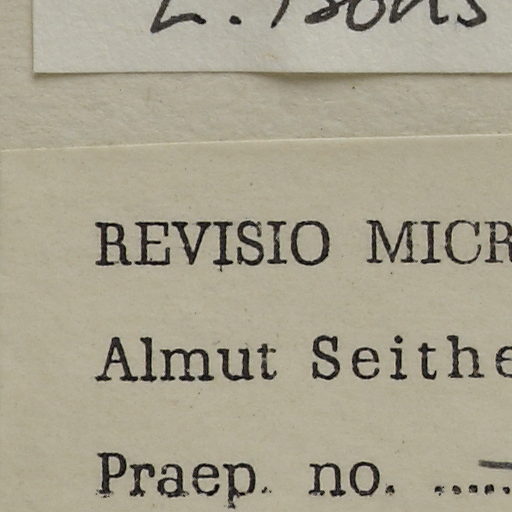 REVISIO MICR
Almut Seithe
Praep. no. .....